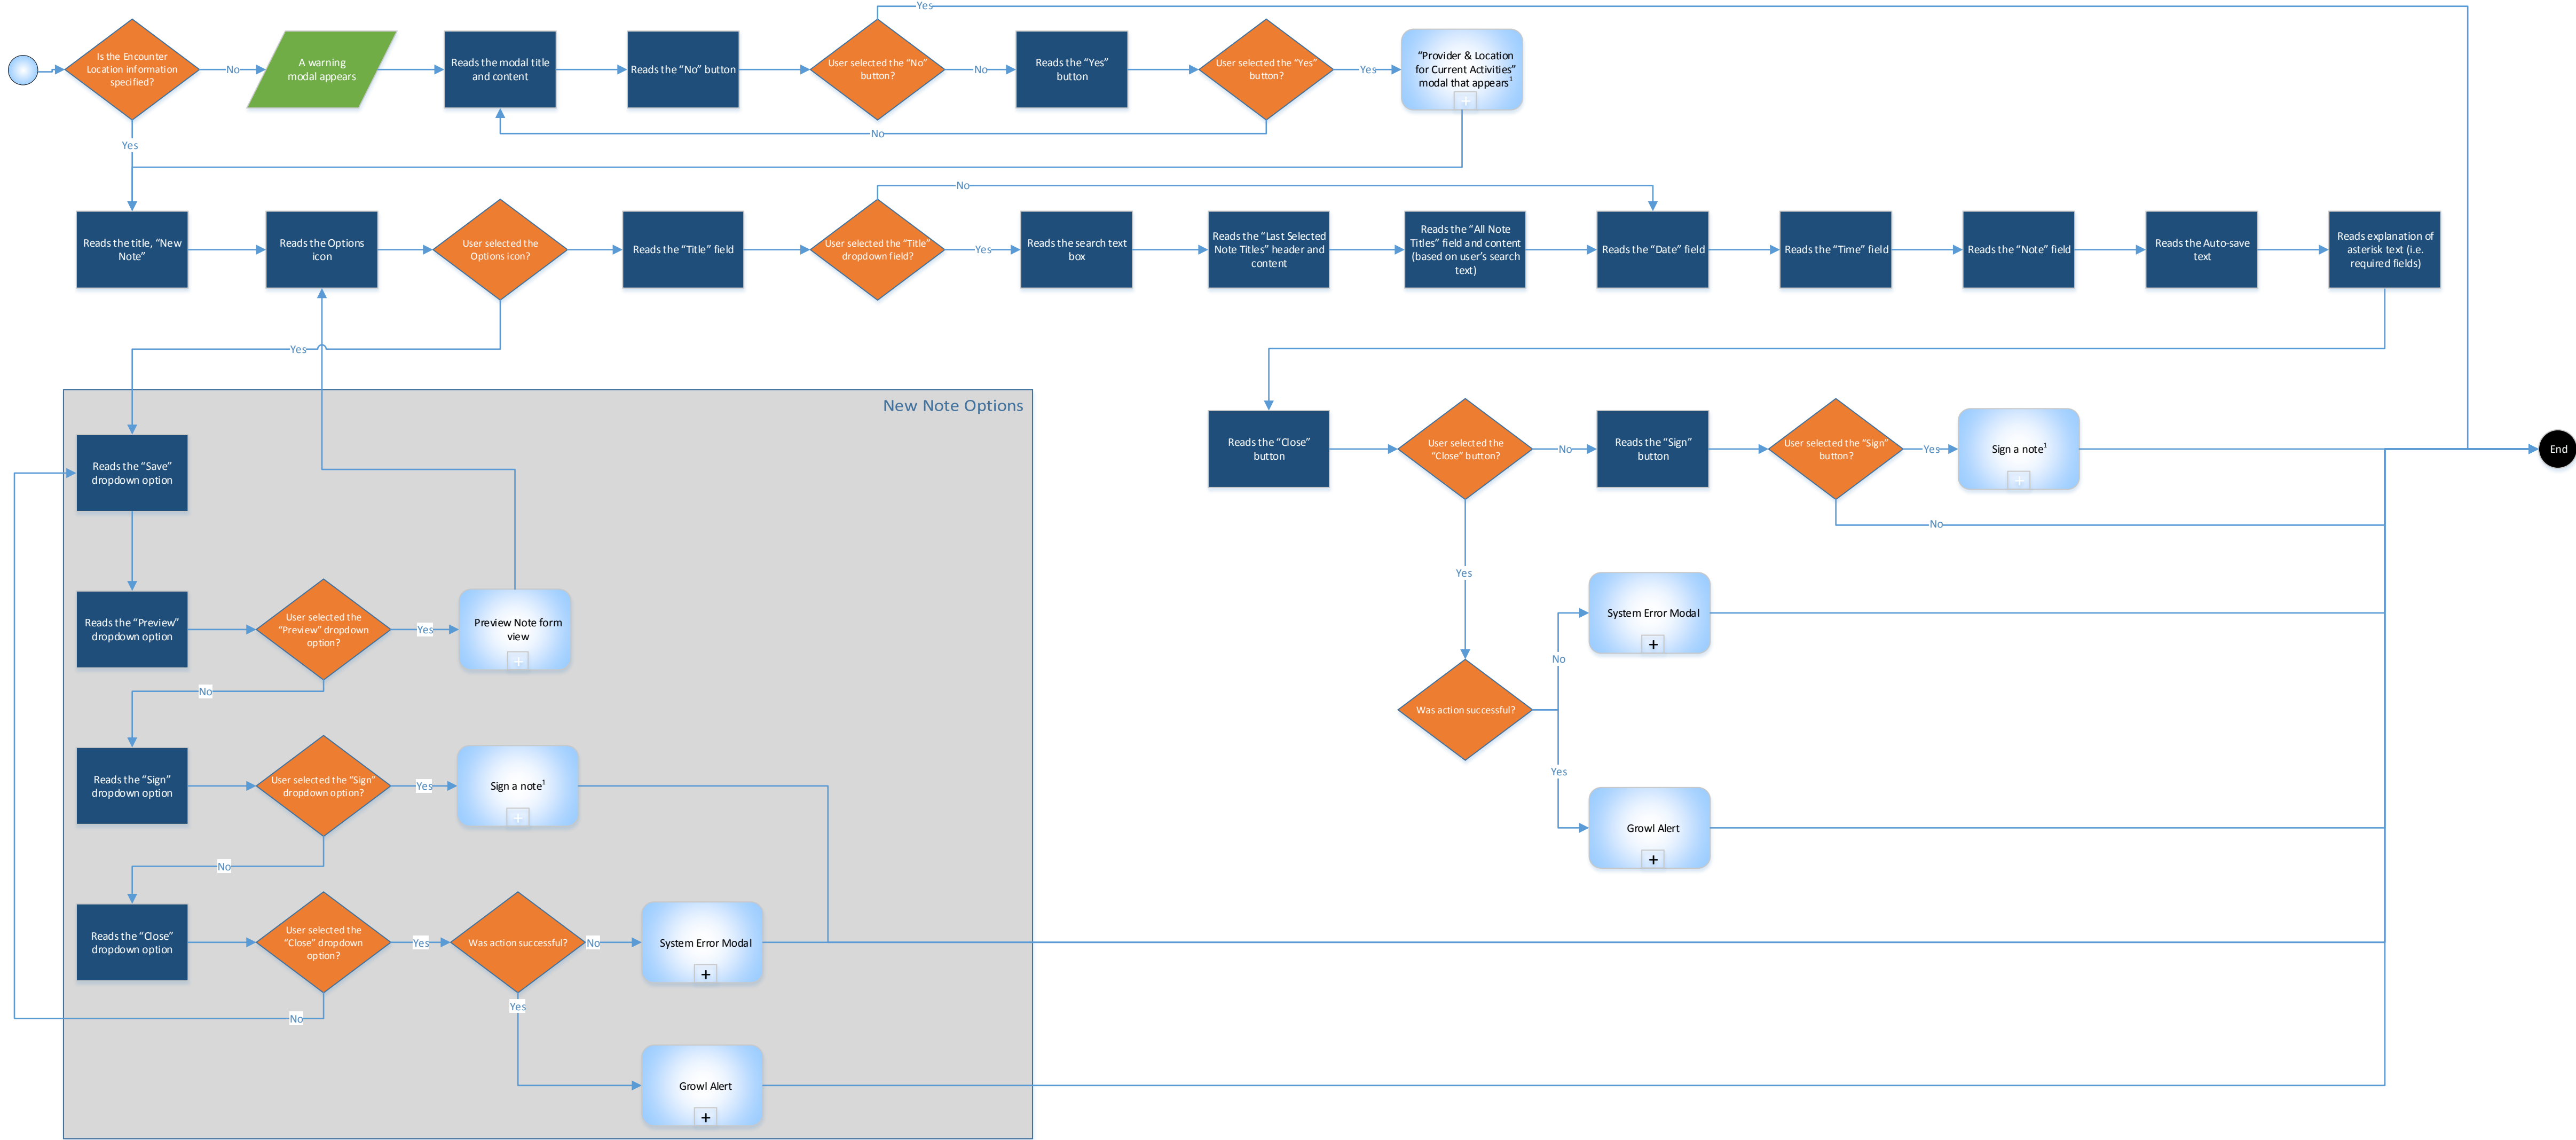 Yes
Is the Encounter
Location information
specified?
No
A warning
modal appears
Reads the modal title
and content
Reads the “No” button
User selected the “No”
button?
No
Reads the “Yes”
button
User selected the “Yes”
button?
Yes
“Provider & Location
for Current Activities”
modal that appears1
+
No
Yes
No
Reads the title, “New
Note”
Reads the Options
icon
User selected the
Options icon?
Reads the “Title” field
User selected the “Title”
dropdown field?
Yes
Reads the search text
box
Reads the “Last Selected
Note Titles” header and
content
Reads the “All Note
Titles” field and content
(based on user’s search
text)
Reads the “Date” field
Reads the “Time” field
Reads the “Note” field
Reads the Auto-save
text
Reads explanation of
asterisk text (i.e.
required fields)
Yes
New Note Options
Reads the “Save”
dropdown option
Reads the “Preview”
dropdown option
User selected the
“Preview” dropdown
option?
Yes
Preview Note form
view
+
No
Reads the “Sign”
dropdown option
User selected the “Sign”
dropdown option?
Yes
Sign a note1
+
No
Reads the “Close”
dropdown option
User selected the
“Close” dropdown
option?
Yes
Was action successful?
No
System Error Modal
+
No
Yes
Growl Alert
+
Reads the “Close”
button
User selected the
“Close” button?
No
Reads the “Sign”
button
User selected the “Sign”
button?
Yes
Sign a note1
+
No
End
Yes
Was action successful?
No
System Error Modal
+
Yes
Growl Alert
+